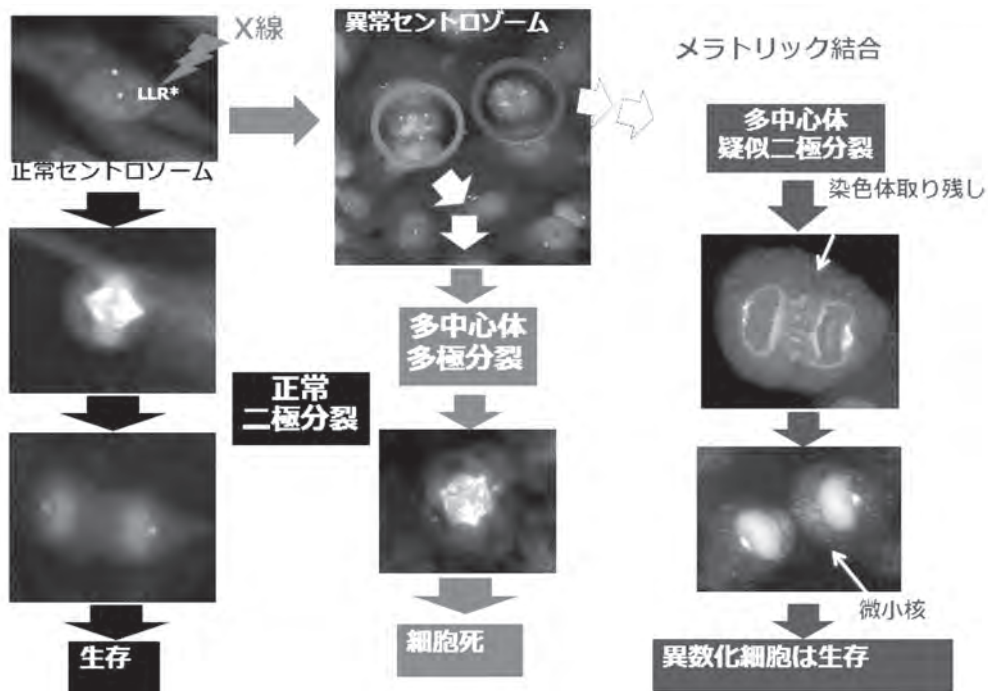 X線
LLR*
正常セントロソーム
異常セントロゾーム
メラトリック結合
多中心体
疑似二極分裂
染色体取り残し
多中心体
多極分裂
正常
二極分裂
微小核
生存
細胞死
異数化細胞は生存